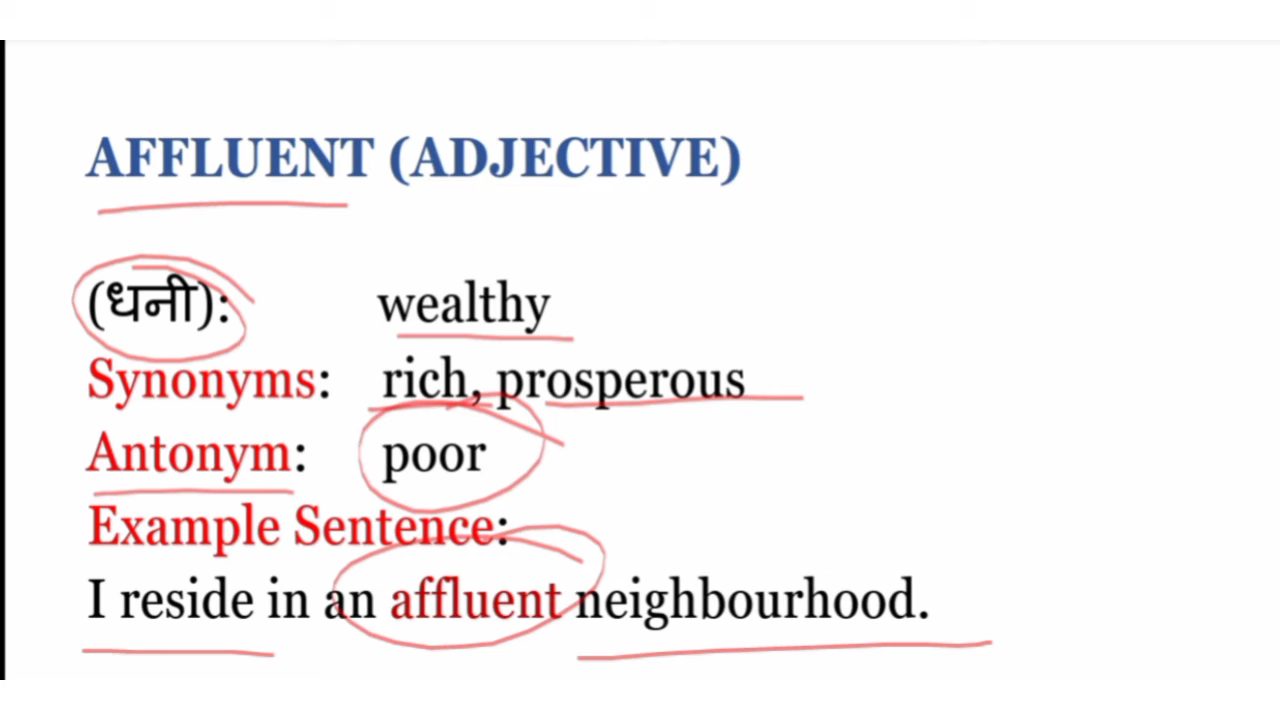 AFFLUENT (ADJECTIVE)
(धनी): wealthy
Synonyms: rich, prosperous
Antonym: poor
Example Sentence:
I reside in an affluent neighbourhood.